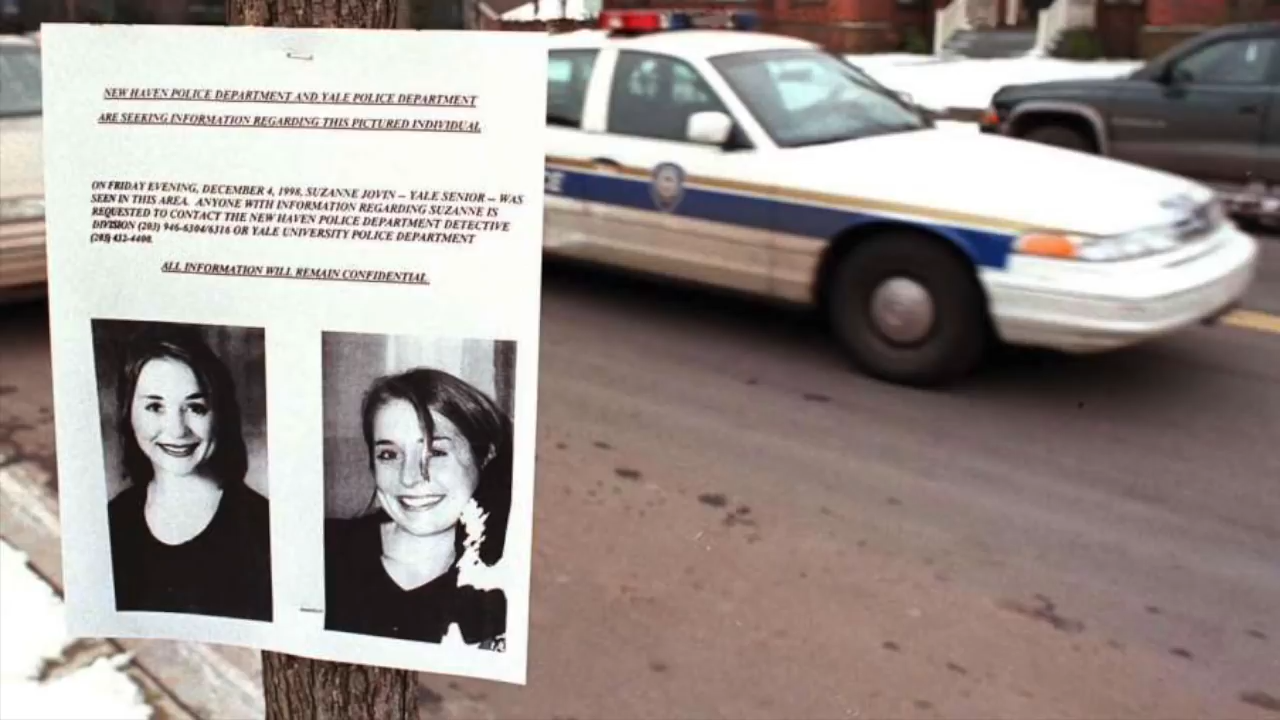 NEW HAVEN POLICE DEPARTMENT AND YALE POLICE DEPARTMENT
ARE SEEKING INFORMATION REGARDING THIS PICTURED INDIVIDUAL
ON FRIDAY EVENING, DECEMBER 4, 1998, SUZANNE JOVIN -- YALE SENIOR -- WAS
SEEN IN THIS AREA. ANYONE WITH INFORMATION REGARDING SUZANNE IS
REQUESTED TO CONTACT THE NEW HAVEN POLICE DEPARTMENT DETECTIVE
DIVISION (203) 946-6304/6316 OR YALE UNIVERSITY POLICE DEPARTMENT
(203) 432-4400.
ALL INFORMATION WILL REMAIN CONFIDENTIAL